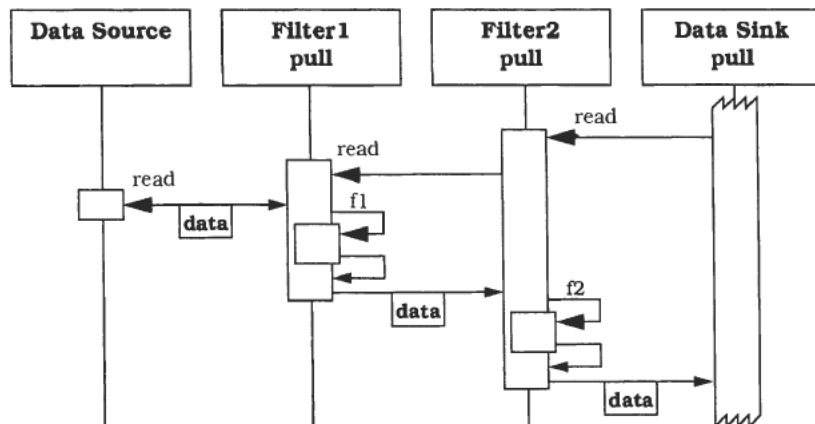 Data Source
Filter1
pull
Filter2
pull
Data Sink
pull
read
read
read
f1
data
data
f2
data